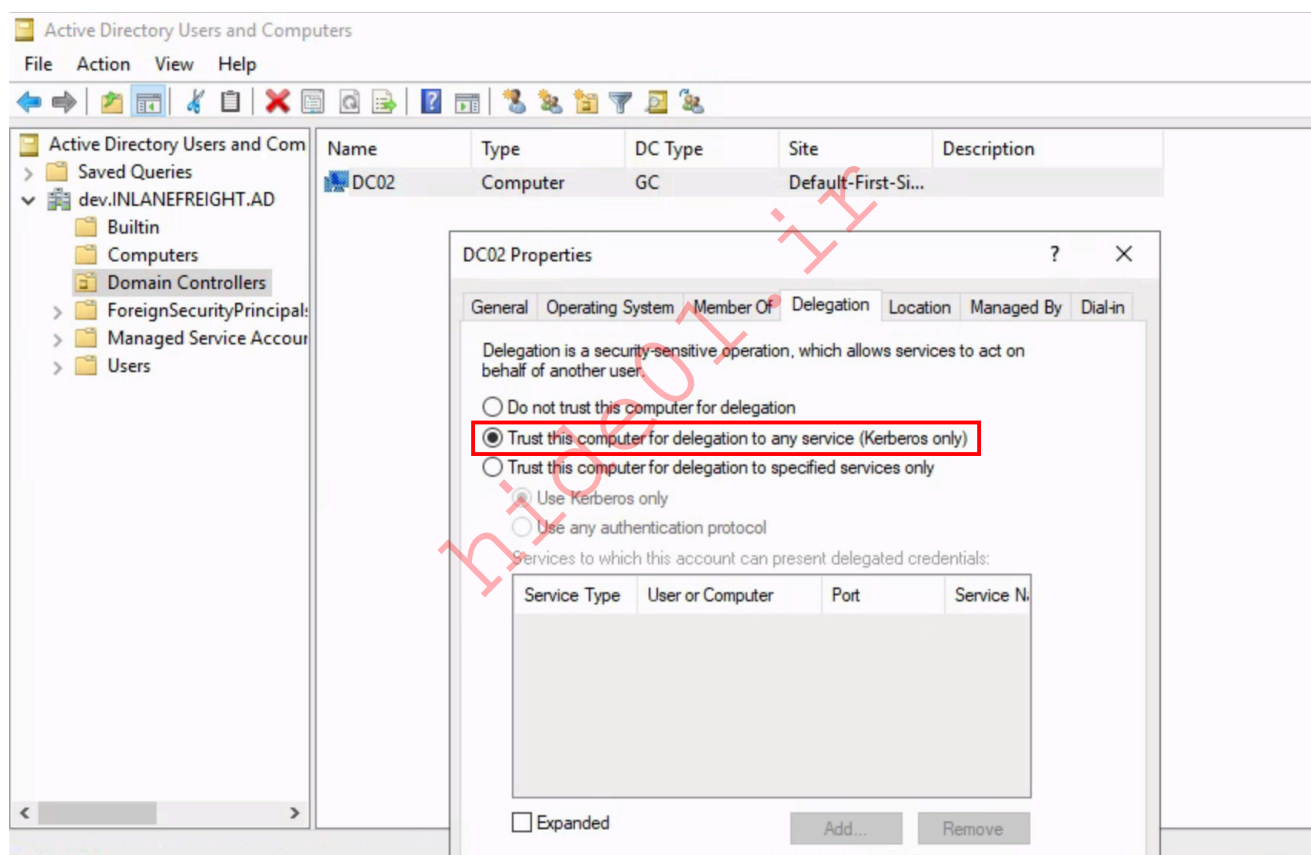 Active Directory Users and Computers
File Action View Help
Active Directory Users and Com
Saved Queries
dev.INLANEFREIGHT.AD
Builtin
Computers
Domain Controllers
ForeignSecurityPrincipals
Managed Service Accoun
Users
Name Type DC Type Site Description
DC02 Computer GC Default-First-Si...
DC02 Properties ? X
General Operating System Member Of Delegation Location Managed By Dial-in
Delegation is a security-sensitive operation, which allows services to act on
behalf of another user.
Do not trust this computer for delegation
Trust this computer for delegation to any service (Kerberos only)
Trust this computer for delegation to specified services only
Use Kerberos only
Use any authentication protocol
Services to which this account can present delegated credentials:
Service Type User or Computer Port Service N
Expanded Add... Remove
hide01.ir